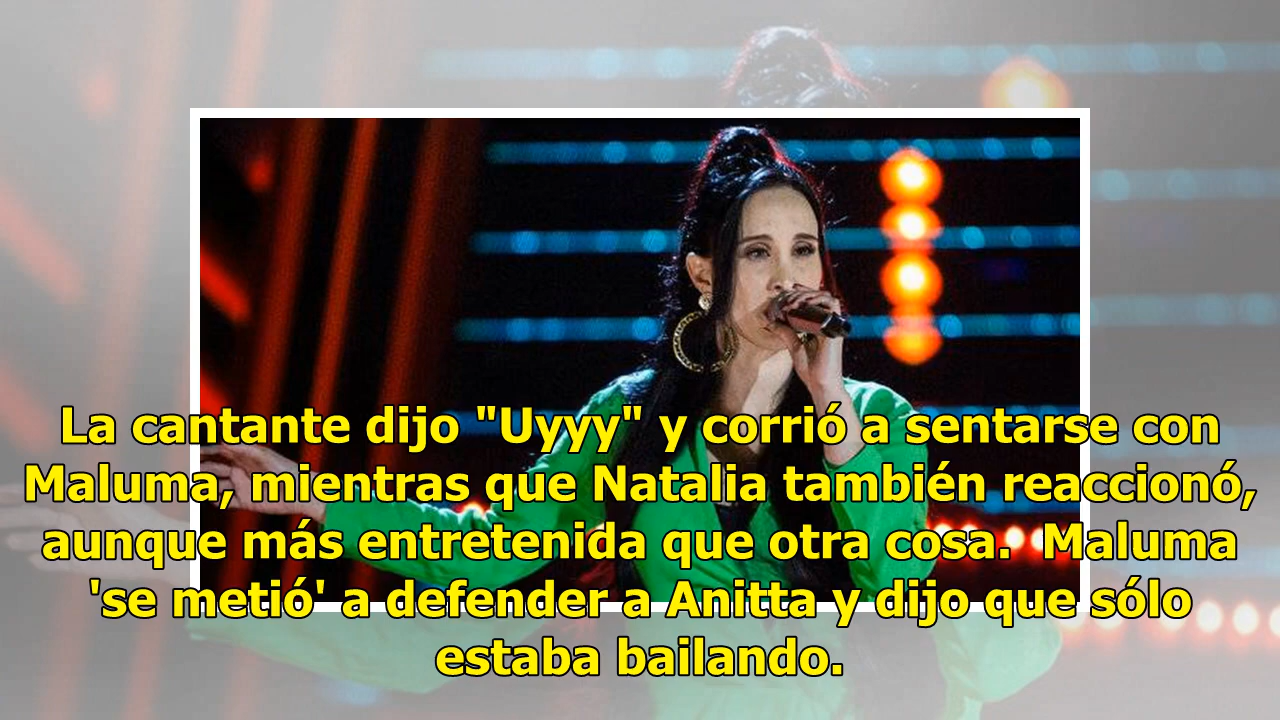 La cantante dijo "Uyyy" y corrió a sentarse con
Maluma, mientras que Natalia también reaccionó,
aunque más entretenida que otra cosa.  Maluma
'se metió' a defender a Anitta y dijo que sólo
estaba bailando.